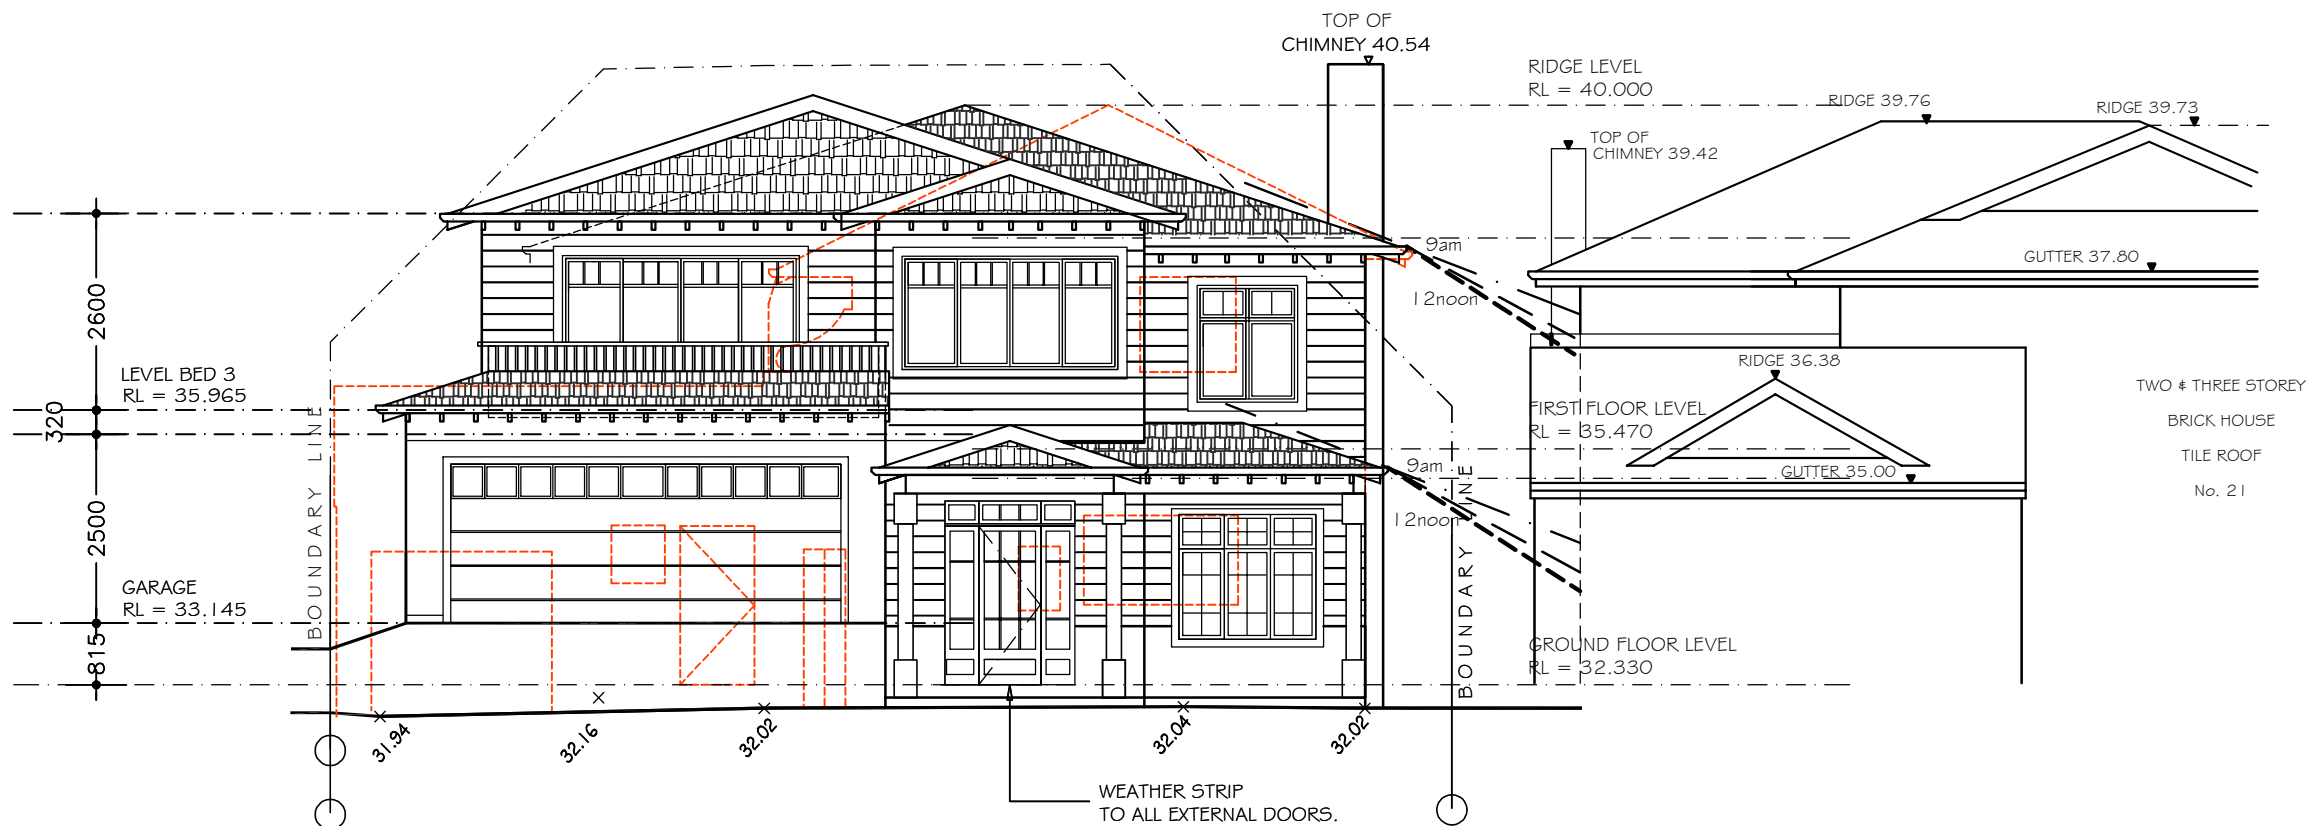 TOP OF
CHIMNEY 40.54
RIDGE LEVEL
RL = 40.000
RIDGE 39.76
RIDGE 39.73
TOP OF
CHIMNEY 39.42
9am
12noon
GUTTER 37.80
2600
LEVEL BED 3
RL = 35.965
320
RIDGE 36.38
TWO & THREE STOREY
BRICK HOUSE
TILE ROOF
No. 21
FIRST FLOOR LEVEL
RL = 35.470
GUTTER 35.00
9am
12noon
2500
BOUNDARY LINE
BOUNDARY LINE
GARAGE
RL = 33.145
815
GROUND FLOOR LEVEL
RL = 32.330
31.94
32.16
32.02
32.04
32.02
WEATHER STRIP
TO ALL EXTERNAL DOORS.